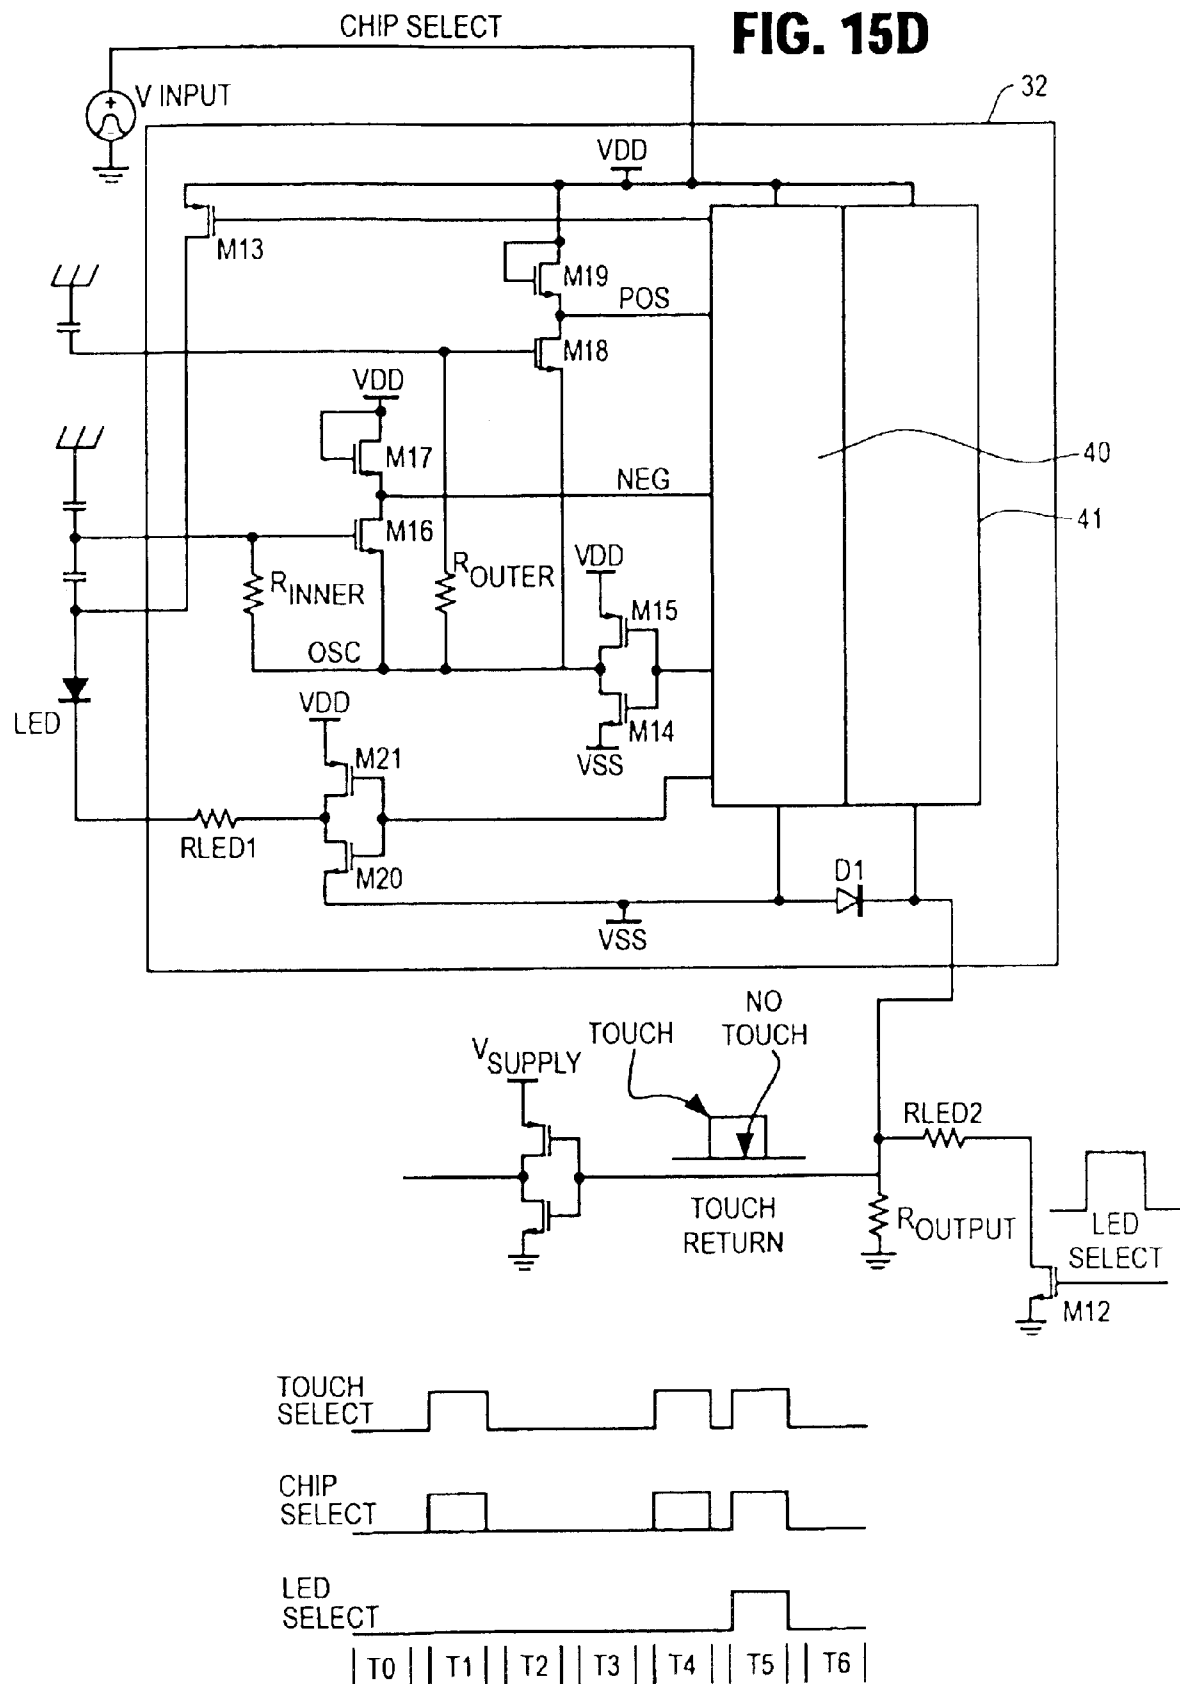 FIG. 15D
CHIP SELECT
V INPUT
32
VDD
M13
M19
POS
M18
VDD
M17
NEG
40
M16
41
RINNER
ROUTER
VDD
M15
OSC
LED
VDD
M14
VSS
M21
RLED1
M20
D1
VSS
NO
TOUCH
TOUCH
VSUPPLY
RLED2
TOUCH
RETURN
ROUTPUT
LED
SELECT
M12
TOUCH
SELECT
CHIP
SELECT
LED
SELECT
T0 T1 T2 T3 T4 T5 T6